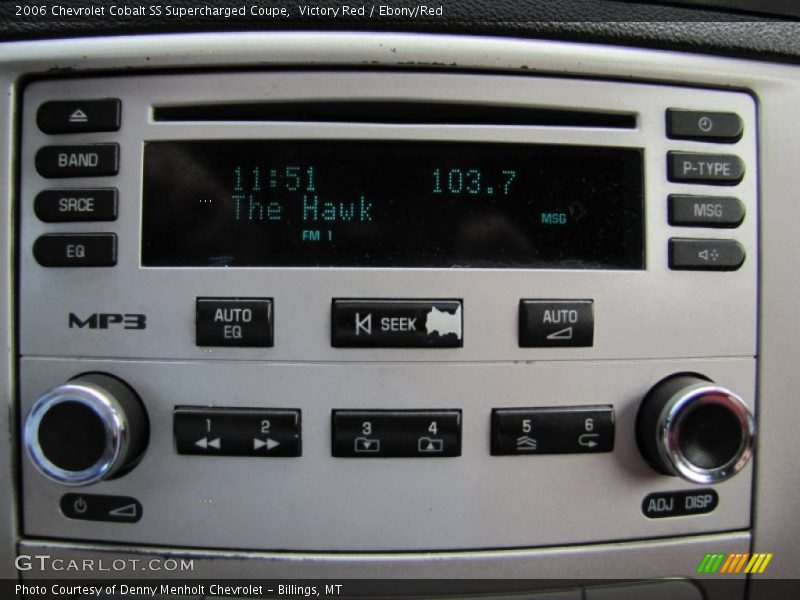 2006 Chevrolet Cobalt SS Supercharged Coupe,  Victory Red / Ebony/Red
BAND
SRCE
EQ
11:51 103.7
The Hawk
MSG
FM 1
P-TYPE
MSG
MP3
AUTO
EQ
SEEK
AUTO
1 2
3 4
5 6
ADJ DISP
GTCARLOT.COM
Photo Courtesy of Denny Menholt Chevrolet - Billings, MT